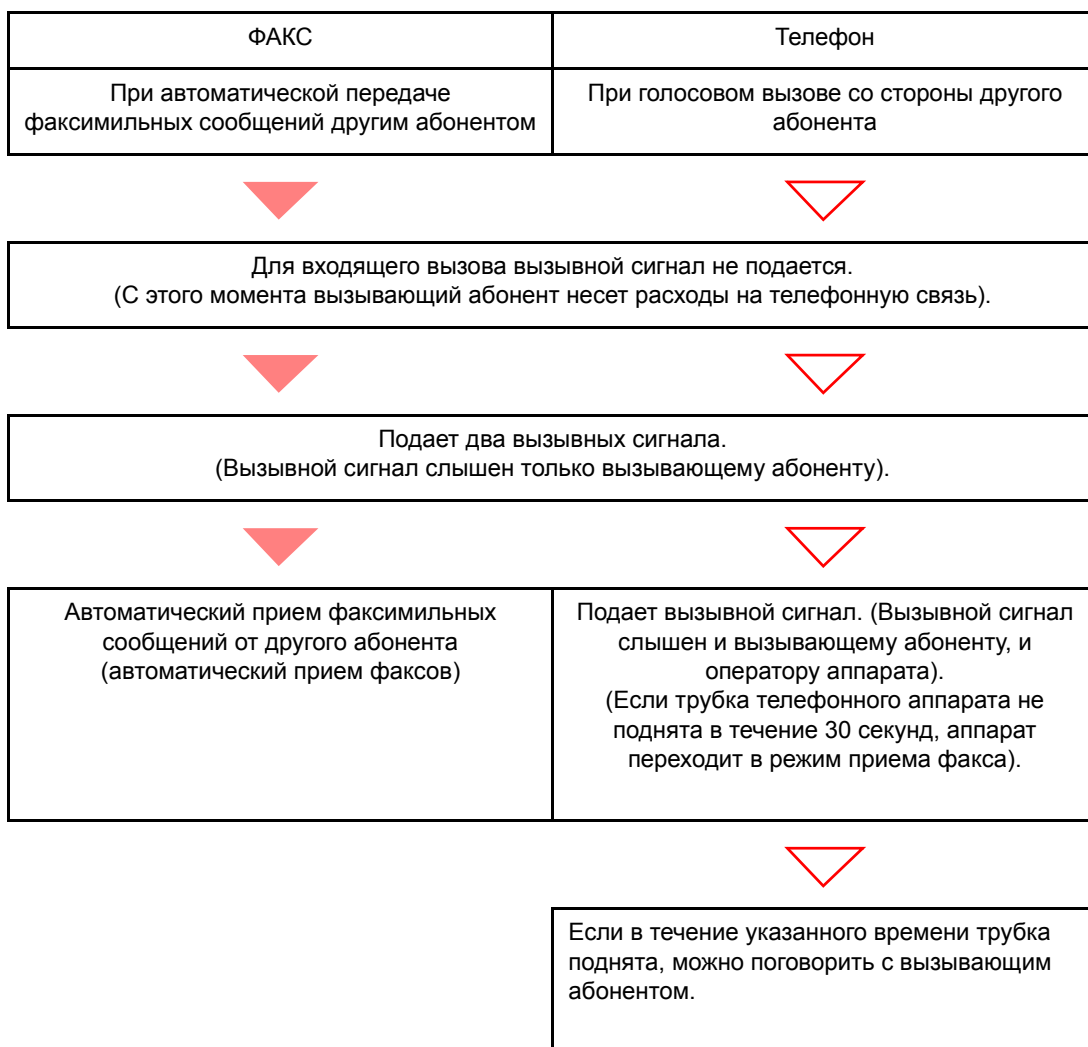 ФАКС
Телефон
При автоматической передаче
факсимильных сообщений другим абонентом
При голосовом вызове со стороны другого
абонента
Для входящего вызова вызывной сигнал не подается.
(С этого момента вызывающий абонент несет расходы на телефонную связь).
Подает два вызывных сигнала.
(Вызывной сигнал слышен только вызывающему абоненту).
Автоматический прием факсимильных
сообщений от другого абонента
(автоматический прием факсов)
Подает вызывной сигнал. (Вызывной сигнал
слышен и вызывающему абоненту, и
оператору аппарата).
(Если трубка телефонного аппарата не
поднята в течение 30 секунд, аппарат
переходит в режим приема факса).
Если в течение указанного времени трубка
поднята, можно поговорить с вызывающим
абонентом.